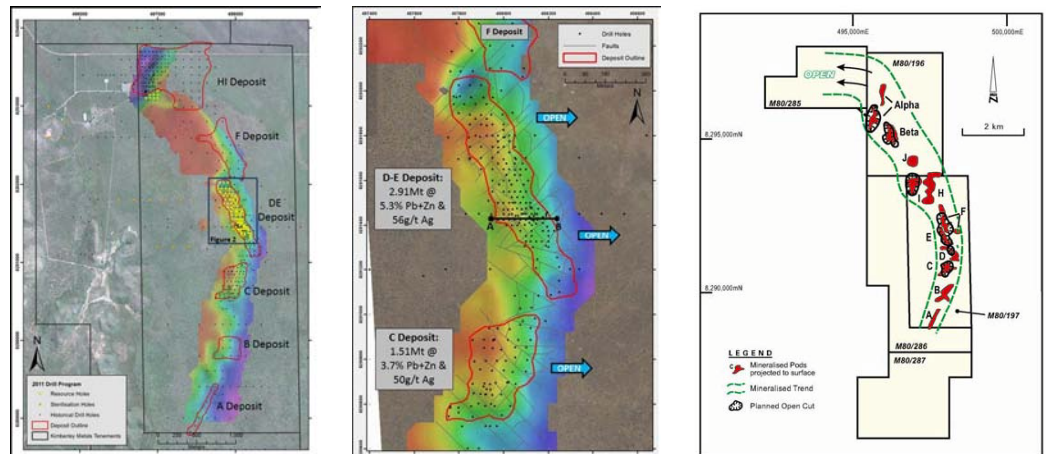 HI Deposit
F Deposit
DE
Deposit
Figure 2
C Deposit
B Deposit
A Deposit
N
2011 Drill Program
Resource Holes
Sterilisation Holes
Historical Drill Holes
Deposit Outline
Kimberley Metals Tenements
F Deposit
Drill Holes
Faults
Deposit Outline
N
OPEN
D-E Deposit:
2.91Mt @
5.3% Pb+Zn &
56g/t Ag
A
B
OPEN
C Deposit:
1.51Mt @
3.7% Pb+Zn &
50g/t Ag
OPEN
495,000mE
500,000mE
M80/196
OPEN
N
M80/285
Alpha
Beta
2 km
8,295,000mN
J
I
H
F
E
D
C
8,290,000mN
B
A
M80/197
M80/286
M80/287
LEGEND
C
Mineralised Pods
projected to surface
Mineralised Trend
Planned Open Cut